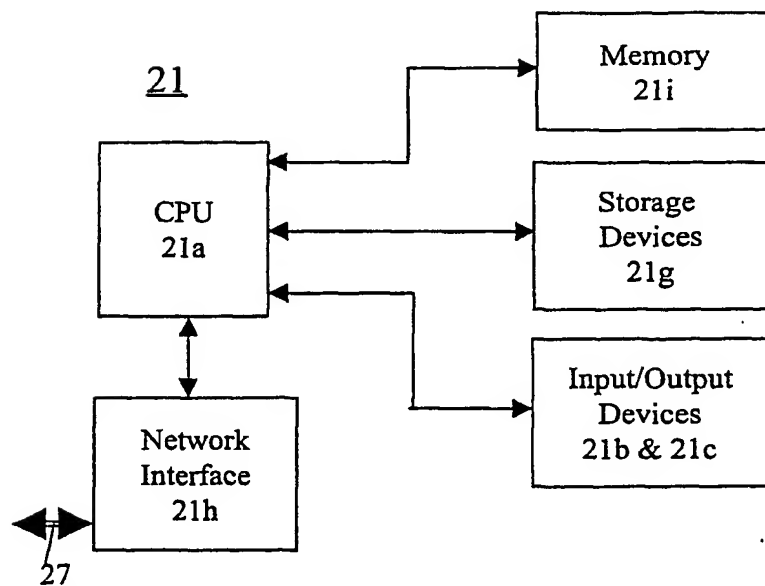 21
Memory
21i
CPU
21a
Storage
Devices
21g
Input/Output
Devices
21b & 21c
Network
Interface
21h
27